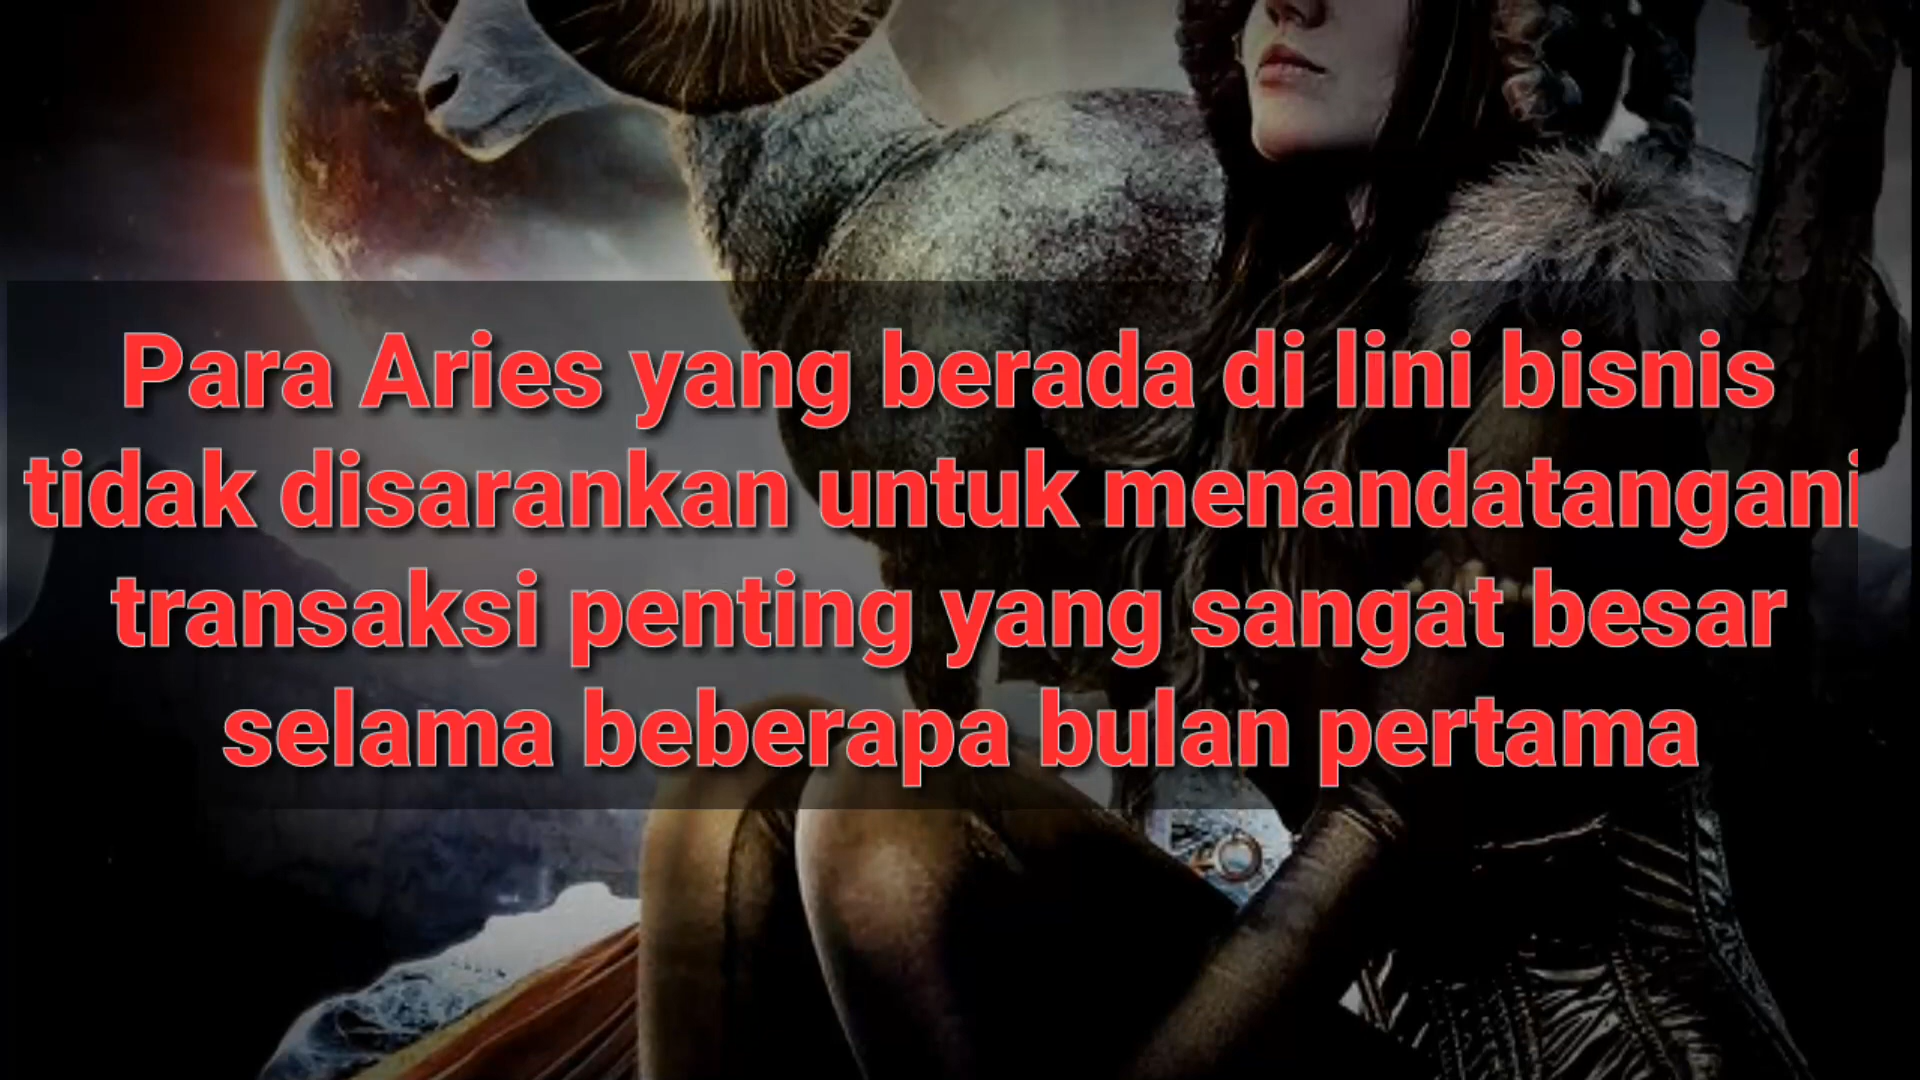 Para Aries yang berada di lini bisnis
tidak disarankan untuk menandatangani
transaksi penting yang sangat besar
selama beberapa bulan pertama